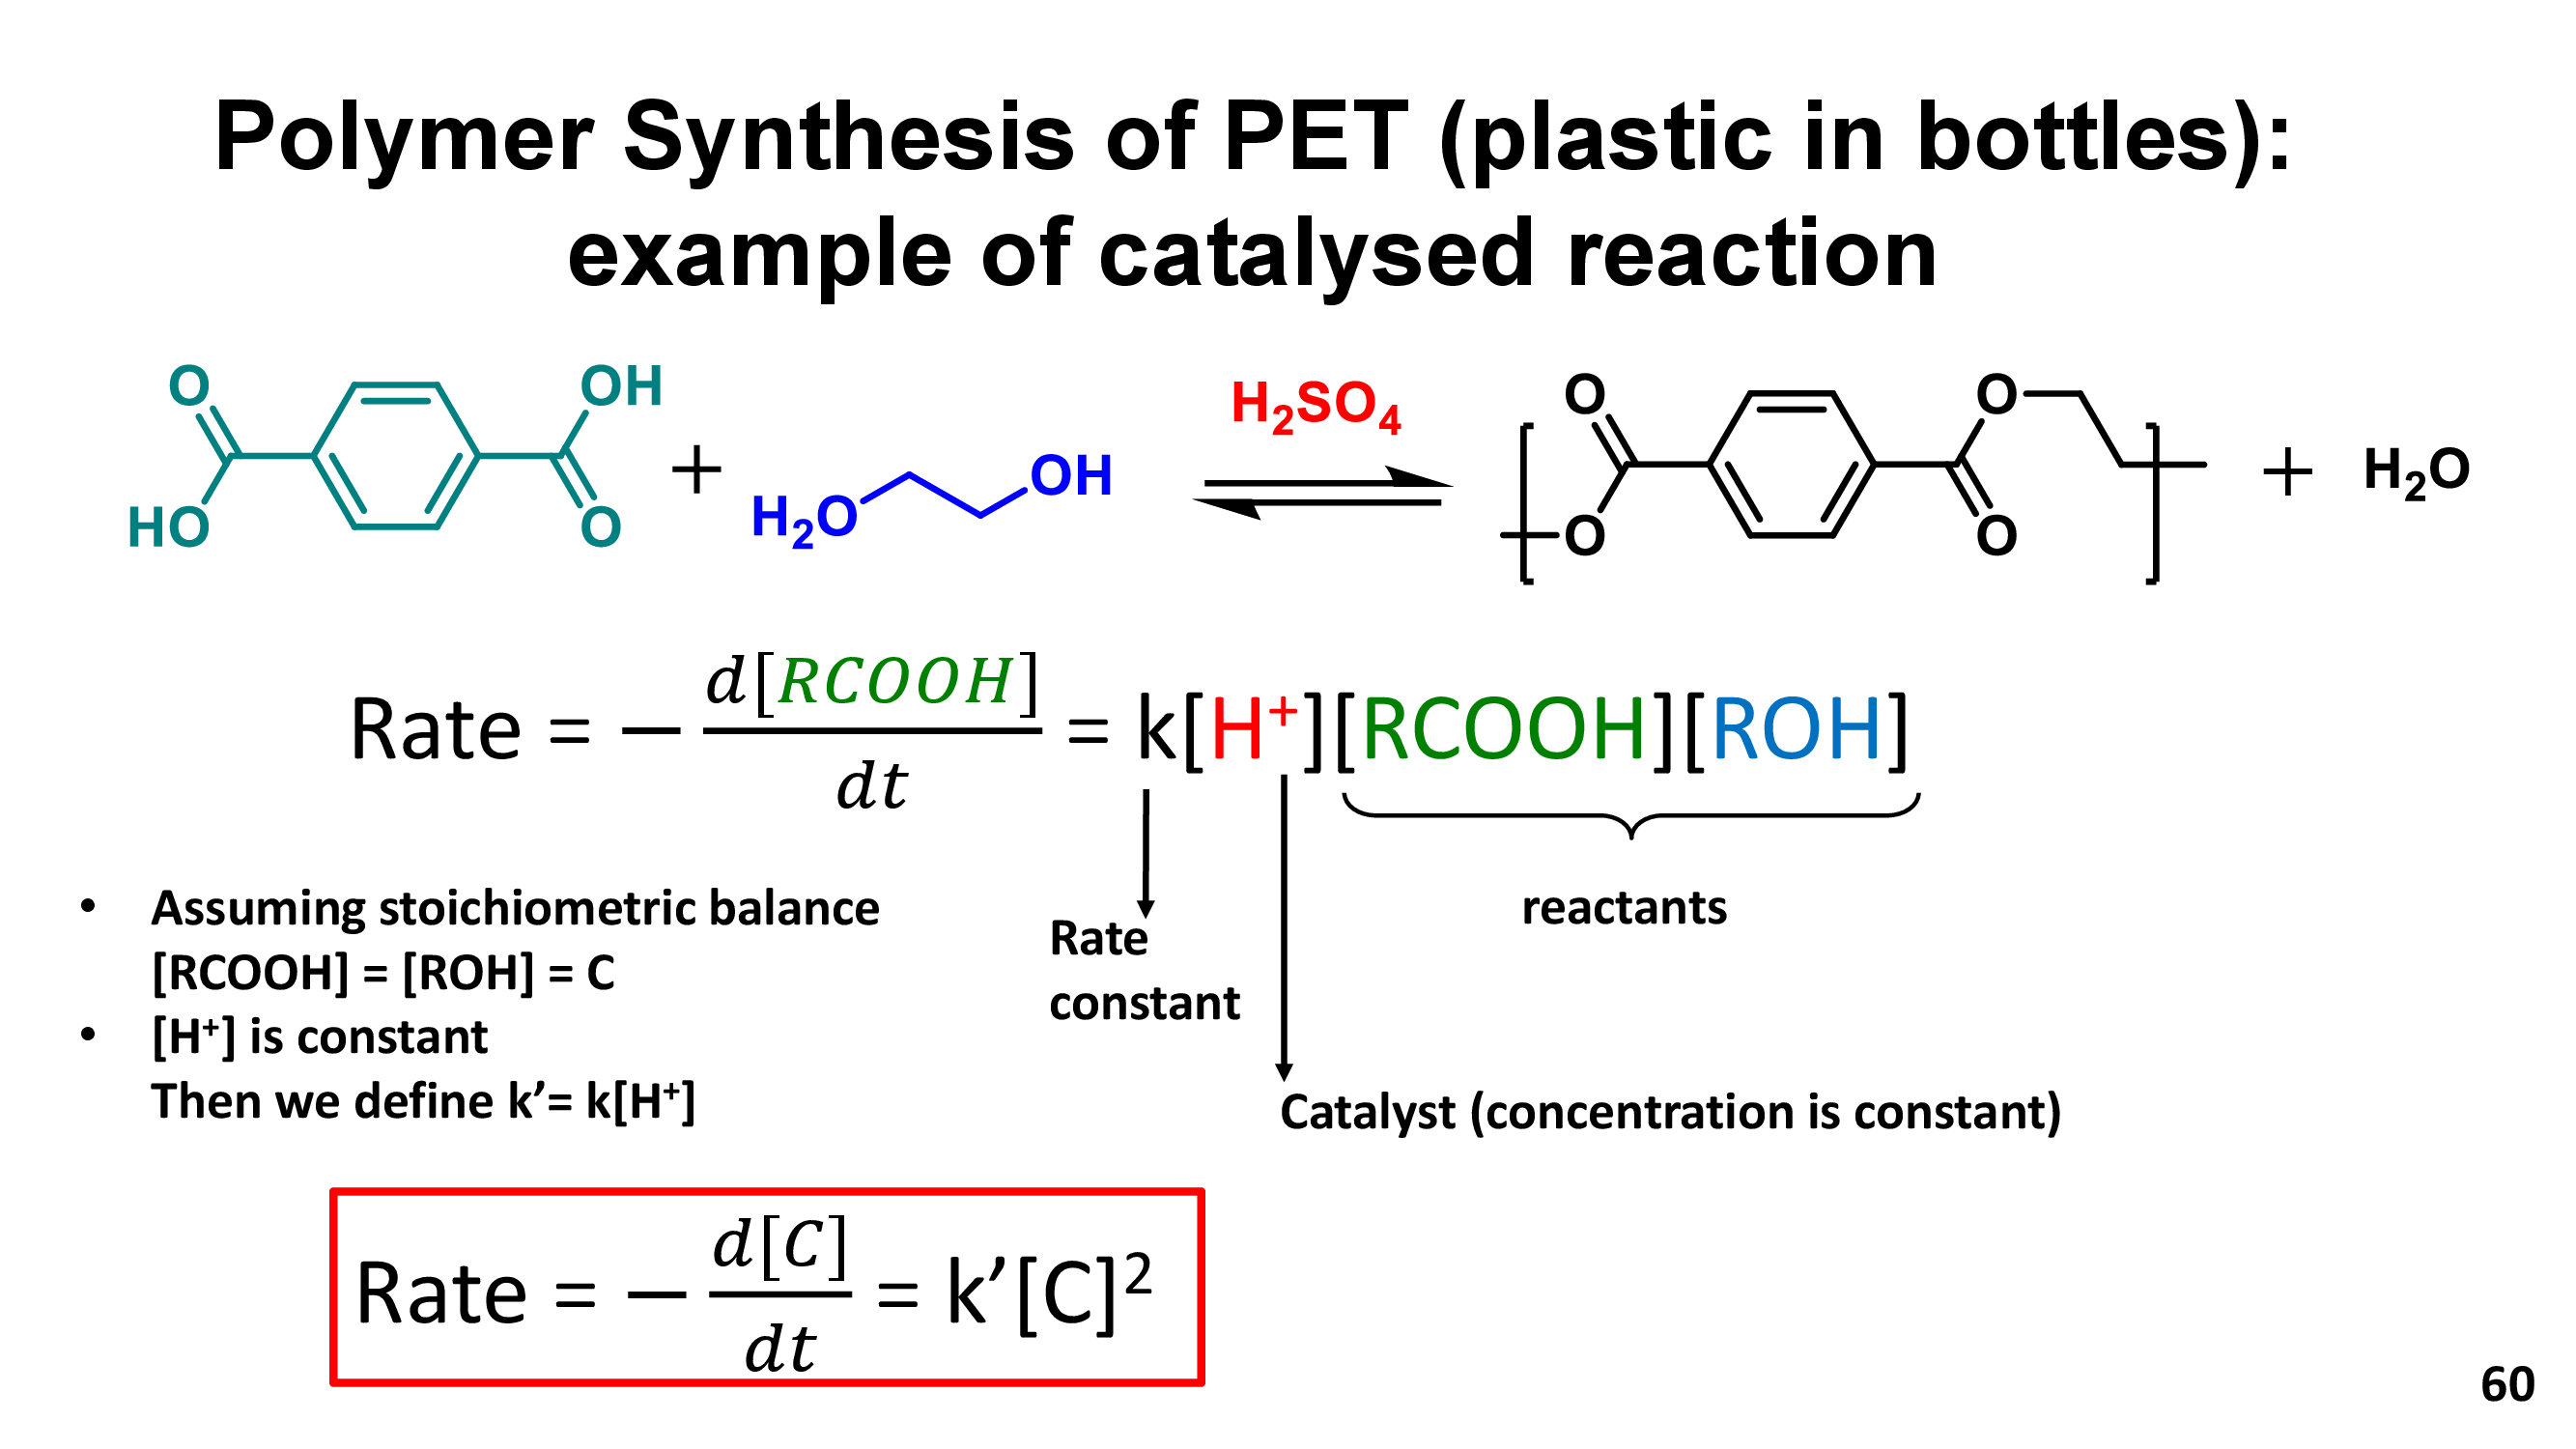 Polymer Synthesis of PET (plastic in bottles):
example of catalysed reaction
O OH HO O + H₂O OH
H₂SO₄
O O O O + H₂O
Rate = − d[RCOOH]/dt = k[H⁺][RCOOH][ROH]
• Assuming stoichiometric balance
[RCOOH] = [ROH] = C
• [H⁺] is constant
Then we define k’= k[H⁺]
Rate
constant
reactants
Catalyst (concentration is constant)
Rate = − d[C]/dt = k’[C]²
60